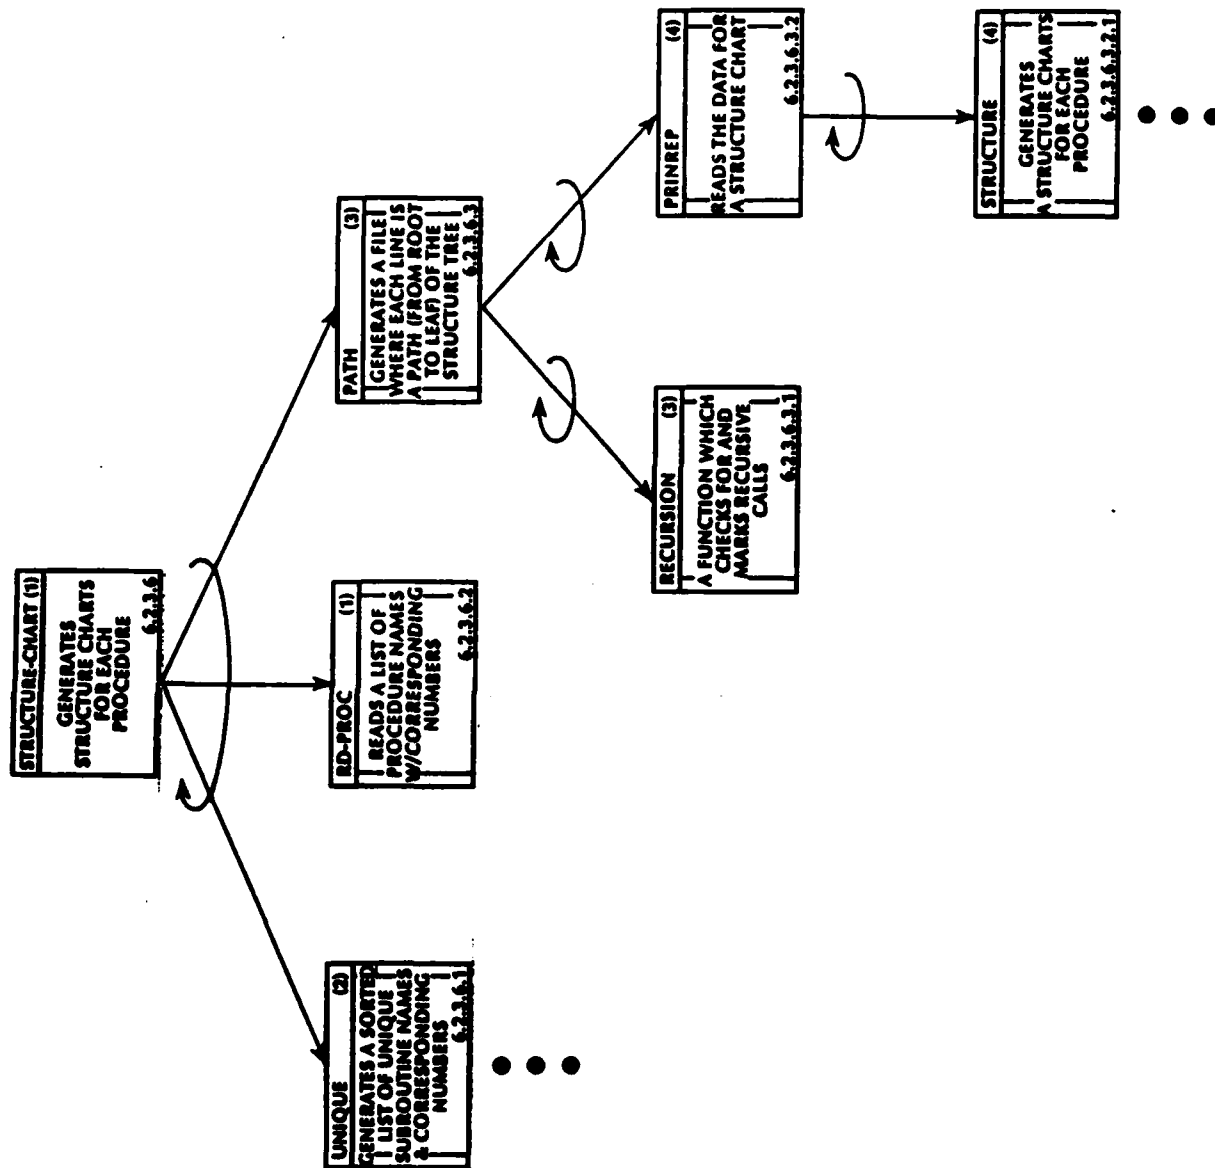 STRUCTURE-CHART (1)
GENERATES
STRUCTURE CHARTS
FOR EACH
PROCEDURE
6.2.3.6
UNIQUE (2)
GENERATES A SORTED
LIST OF UNIQUE
SUBROUTINE NAMES
& CORRESPONDING
NUMBERS
6.2.3.6.1
RD-PROC (1)
READS A LIST OF
PROCEDURE NAMES
W/CORRESPONDING
NUMBERS
6.2.3.6.2
PATH (3)
GENERATES A FILE
WHERE EACH LINE IS
A PATH (FROM ROOT
TO LEAF) OF THE
STRUCTURE TREE
6.2.3.6.3
RECURSION (3)
A FUNCTION WHICH
CHECKS FOR AND
MARKS RECURSIVE
CALLS
6.2.3.6.3.1
PRINREP (4)
READS THE DATA FOR
A STRUCTURE CHART
6.2.3.6.3.2
STRUCTURE (4)
GENERATES
A STRUCTURE CHARTS
FOR EACH
PROCEDURE
6.2.3.6.3.2.1